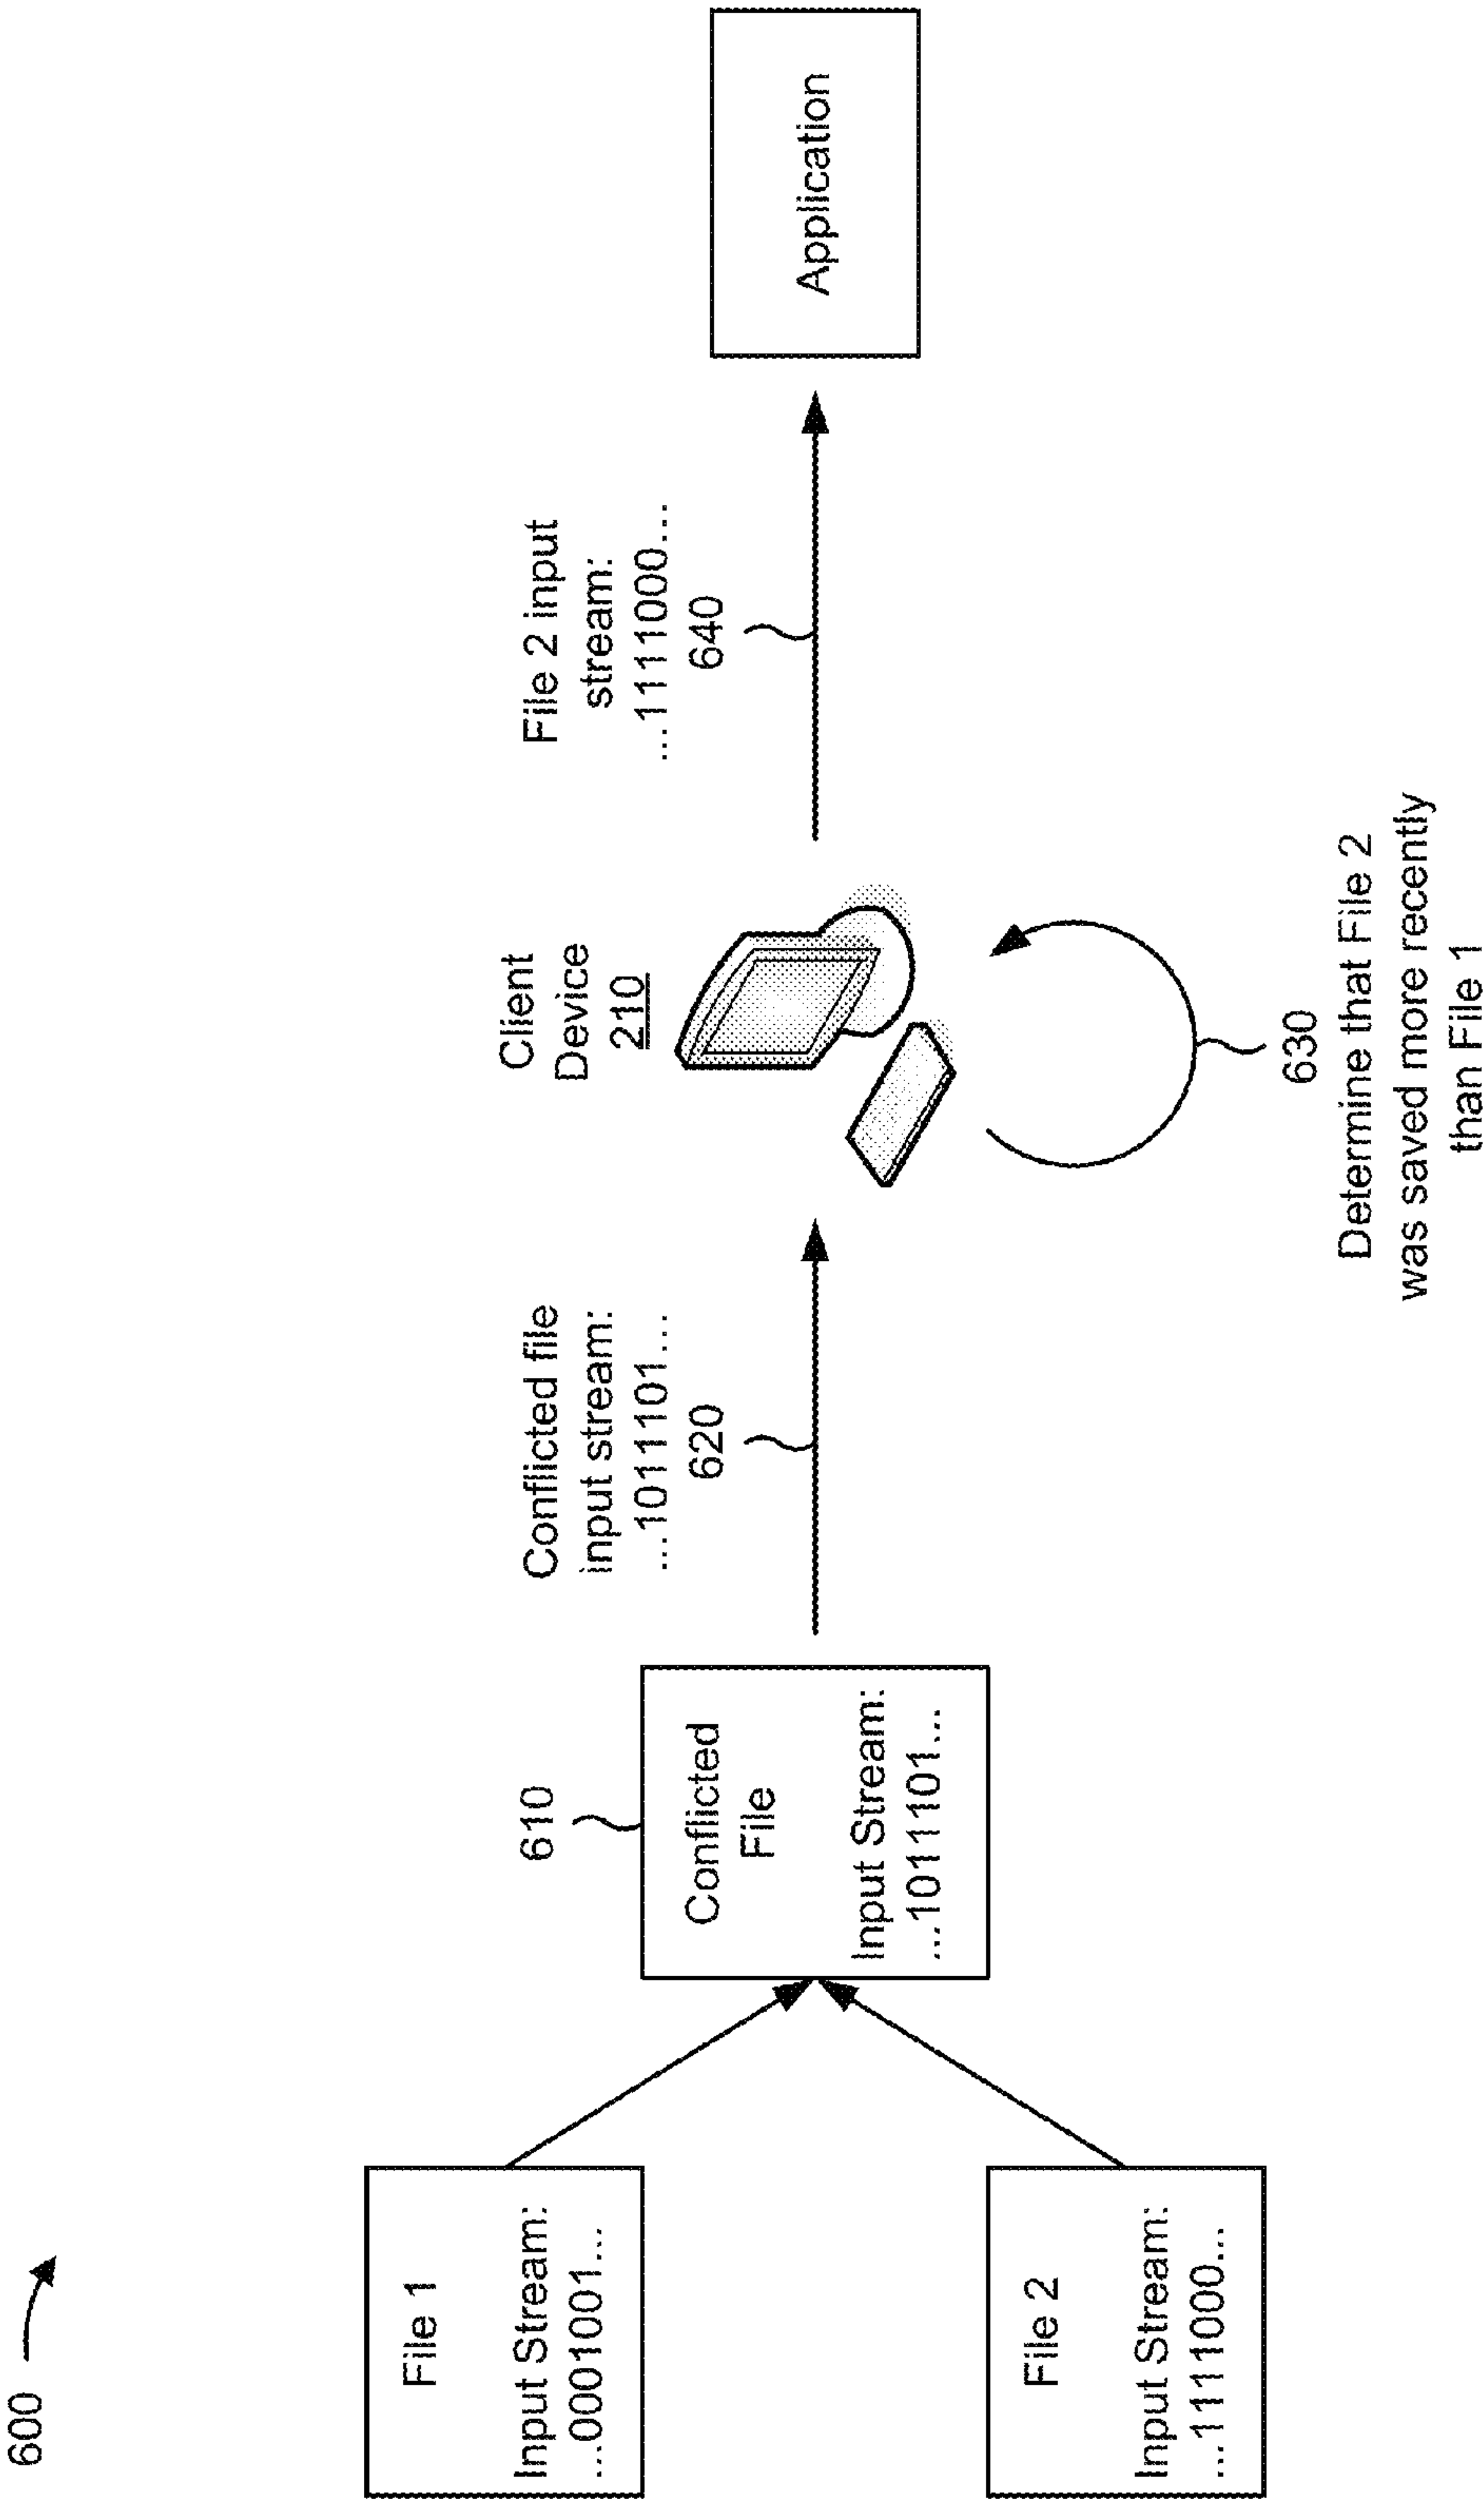 600
File 1
Input Stream:
...0001001...
File 2
Input Stream:
...1111000...
610
Conflicted
File
Input Stream:
...1011101...
Conflicted file
input stream:
...1011101...
620
Client
Device
210
630
Determine that File 2
was saved more recently
than File 1
File 2 input
stream:
...1111000...
640
Application